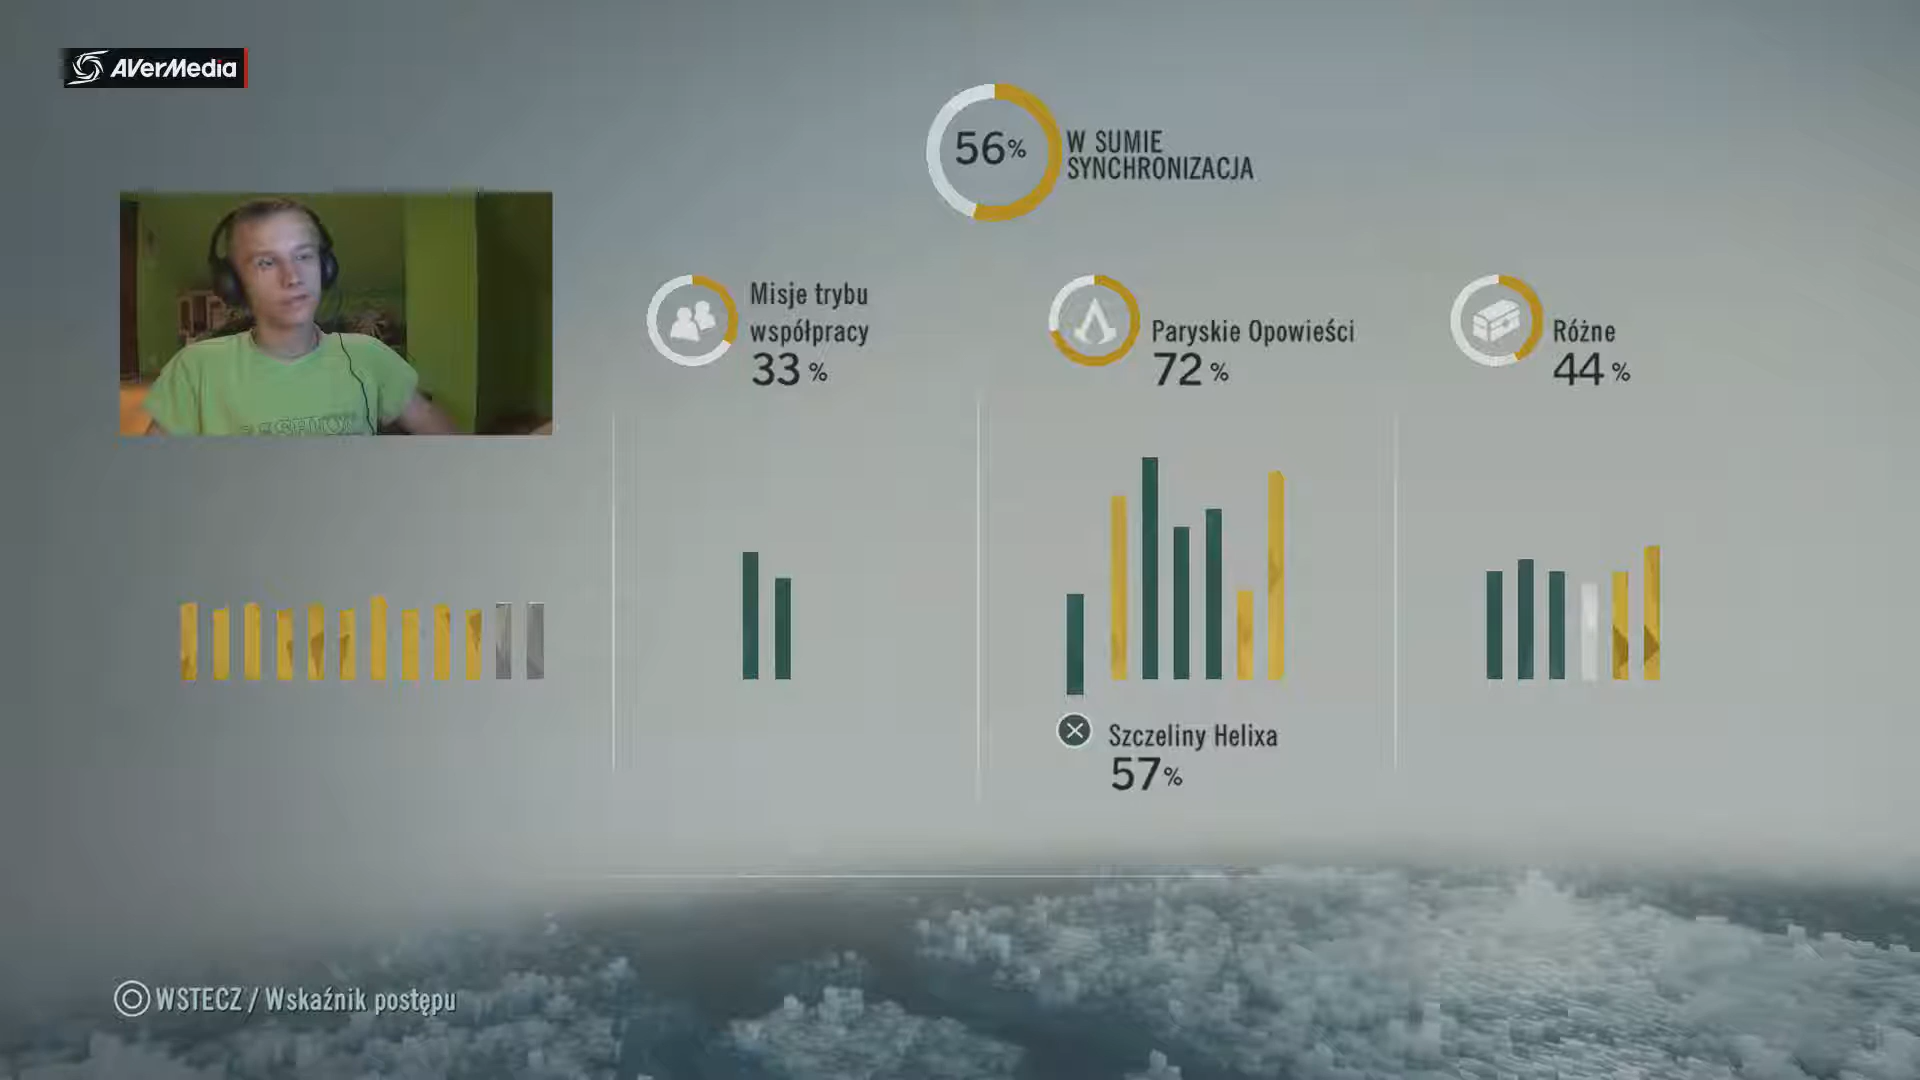 AVerMedia
56%
W SUMIE
SYNCHRONIZACJA
Misje trybu
współpracy
33 %
Paryskie Opowieści
72 %
Różne
44 %
Szczeliny Helixa
57%
WSTECZ / Wskaźnik postępu